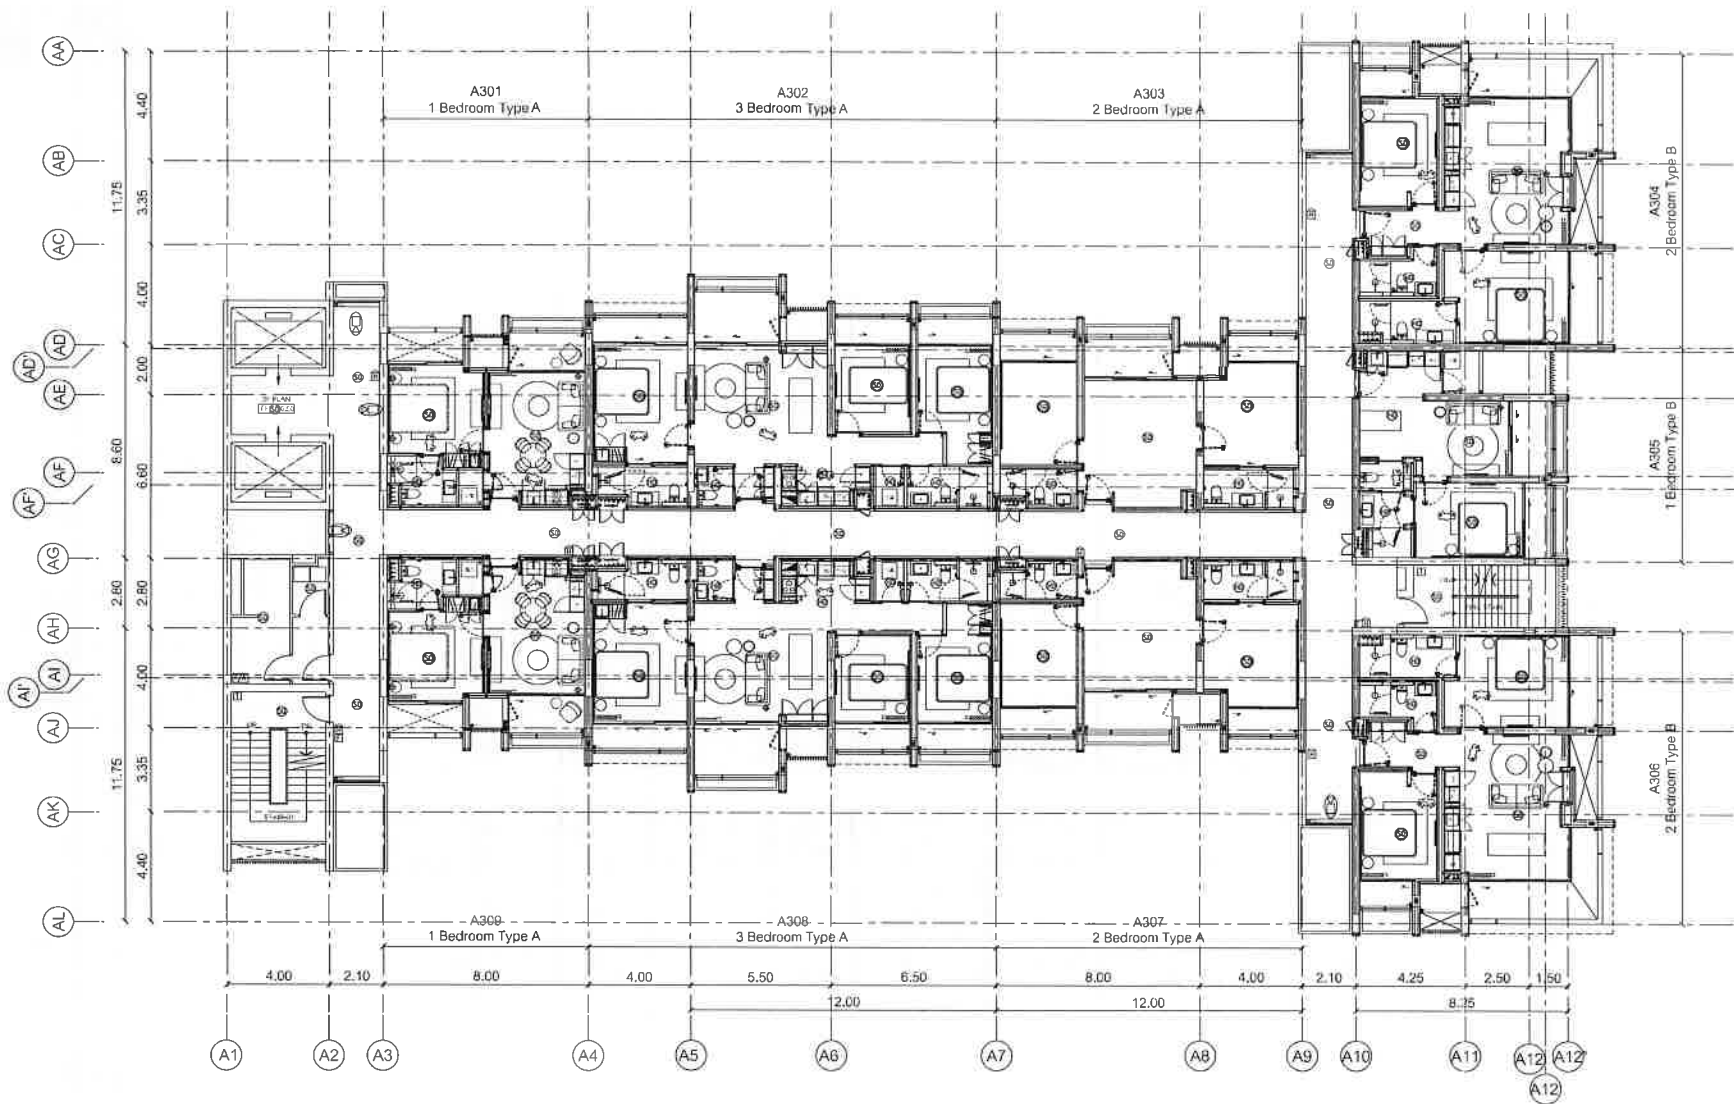 AA
AB
AC
AD
AD'
AE
AF
AF'
AG
AH
AI
AI'
AJ
AK
AL
4.40
3.35
4.00
2.00
6.60
2.80
4.00
3.35
4.40
11.75
8.60
2.80
11.75
A301
1 Bedroom Type A
A302
3 Bedroom Type A
A303
2 Bedroom Type A
A304
2 Bedroom Type B
A305
1 Bedroom Type B
A306
2 Bedroom Type B
A309
1 Bedroom Type A
A308
3 Bedroom Type A
A307
2 Bedroom Type A
4.00
2.10
8.00
4.00
5.50
6.50
8.00
4.00
2.10
4.25
2.50
1.50
12.00
12.00
8.25
A1
A2
A3
A4
A5
A6
A7
A8
A9
A10
A11
A12
A12'
A12